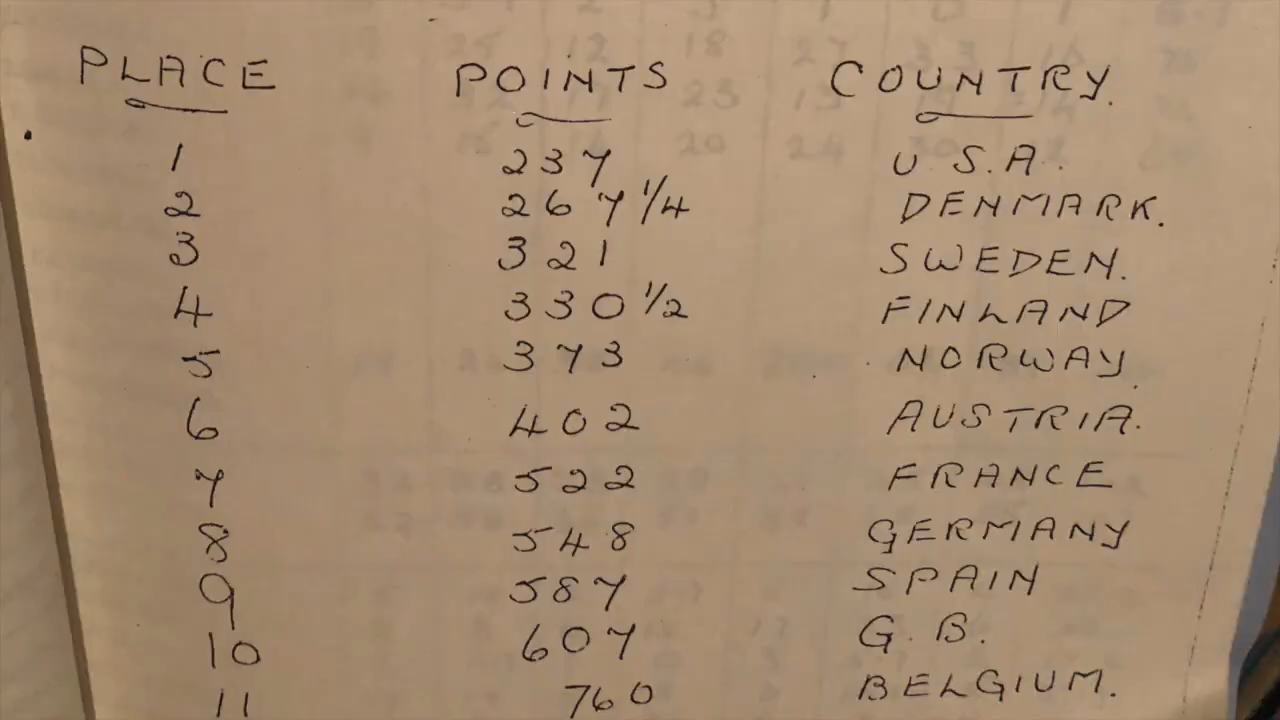 PLACE POINTS COUNTRY.
1 237 U.S.A.
2 267 1/4 DENMARK.
3 321 SWEDEN.
4 330 1/2 FINLAND
5 373 NORWAY.
6 402 AUSTRIA.
7 522 FRANCE
8 548 GERMANY
9 587 SPAIN
10 607 G.B.
11 760 BELGIUM.